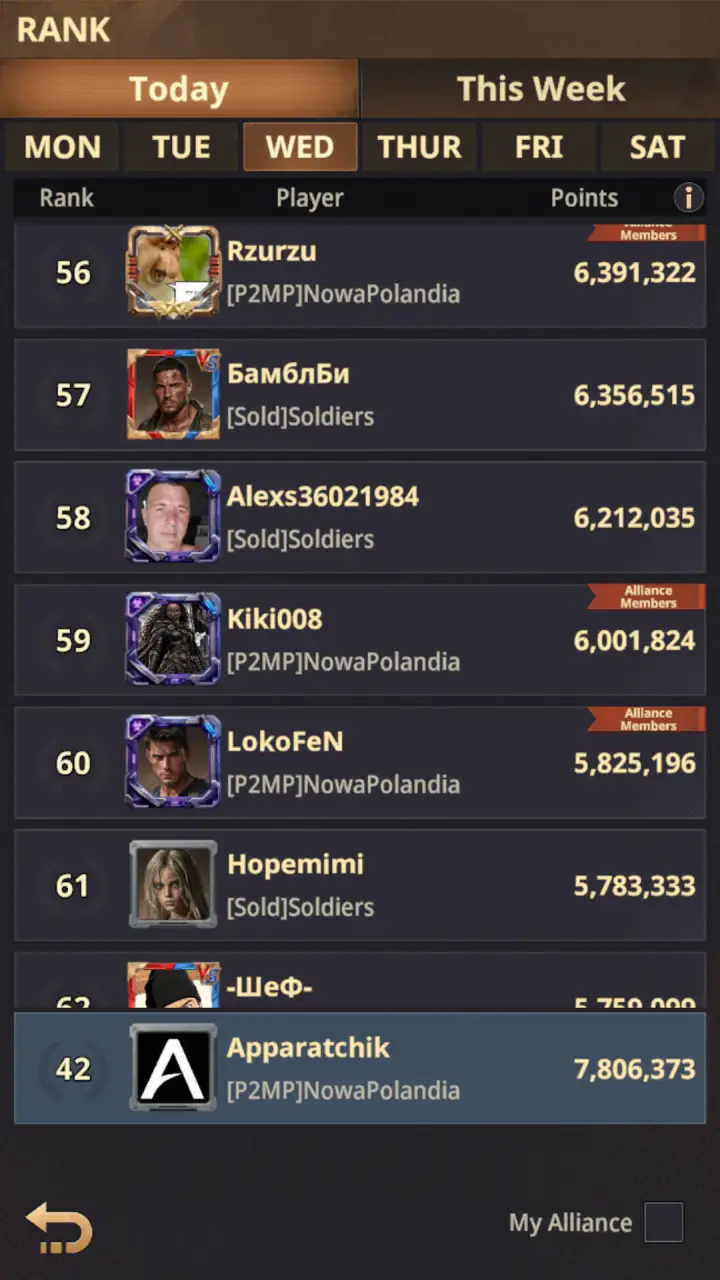 RANK
Today
This Week
MON
TUE
WED
THUR
FRI
SAT
Rank
Player
Points
Alliance
Members
56
Rzurzu
[P2MP]NowaPolandia
6,391,322
57
БамблБи
[Sold]Soldiers
6,356,515
58
Alexs36021984
[Sold]Soldiers
6,212,035
Alliance
Members
59
Kiki008
[P2MP]NowaPolandia
6,001,824
Alliance
Members
60
LokoFeN
[P2MP]NowaPolandia
5,825,196
61
Hopemimi
[Sold]Soldiers
5,783,333
62
-ШеФ-
42
Apparatchik
[P2MP]NowaPolandia
7,806,373
My Alliance